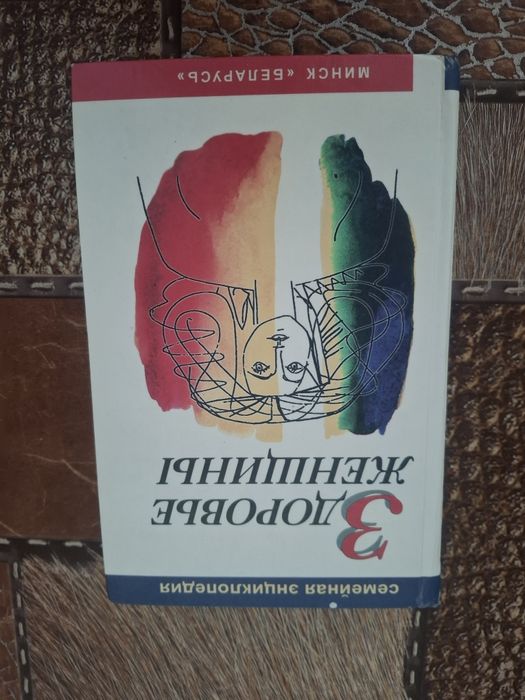 СЕМЕЙНАЯ ЭНЦИКЛОПЕДИЯ
ЗДОРОВЬЕ
ЖЕНЩИНЫ
МИНСК «БЕЛАРУСЬ»